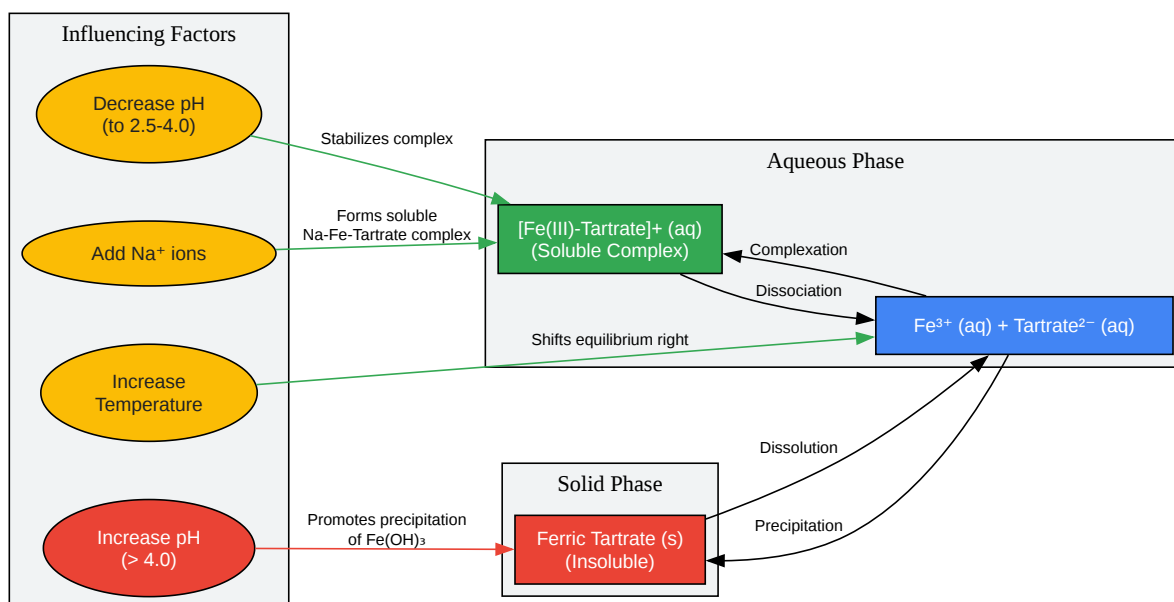 Influencing Factors
Decrease pH
(to 2.5-4.0)
Add Na⁺ ions
Increase
Temperature
Increase pH
(> 4.0)
Stabilizes complex
Forms soluble
Na-Fe-Tartrate complex
Shifts equilibrium right
Promotes precipitation
of Fe(OH)₃
Aqueous Phase
[Fe(III)-Tartrate]+ (aq)
(Soluble Complex)
Complexation
Dissociation
Fe³⁺ (aq) + Tartrate²⁻ (aq)
Dissolution
Precipitation
Solid Phase
Ferric Tartrate (s)
(Insoluble)